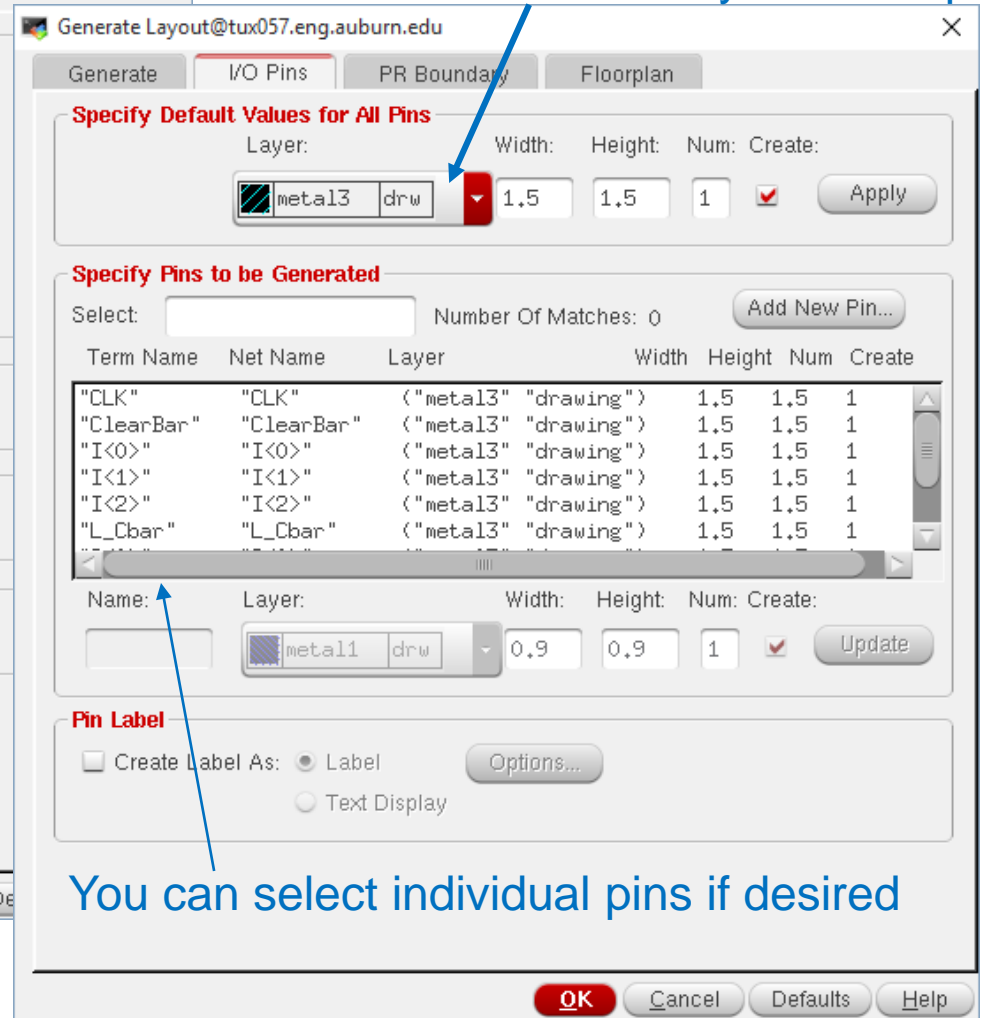 Generate Layout@tux057.eng.auburn.edu
Generate I/O Pins PR Boundary Floorplan
Specify Default Values for All Pins
Layer: Width: Height: Num: Create:
metal3 drw 1.5 1.5 1 Apply
Specify Pins to be Generated
Select: Number Of Matches: 0 Add New Pin...
Term Name Net Name Layer Width Height Num Create
"CLK" "CLK" ("metal3" "drawing") 1.5 1.5 1
"ClearBar" "ClearBar" ("metal3" "drawing") 1.5 1.5 1
"I<0>" "I<0>" ("metal3" "drawing") 1.5 1.5 1
"I<1>" "I<1>" ("metal3" "drawing") 1.5 1.5 1
"I<2>" "I<2>" ("metal3" "drawing") 1.5 1.5 1
"L_Cbar" "L_Cbar" ("metal3" "drawing") 1.5 1.5 1
Name: Layer: Width: Height: Num: Create:
metal1 drw 0.9 0.9 1 Update
Pin Label
Create Label As: Label Options...
Text Display
You can select individual pins if desired
OK Cancel Defaults Help